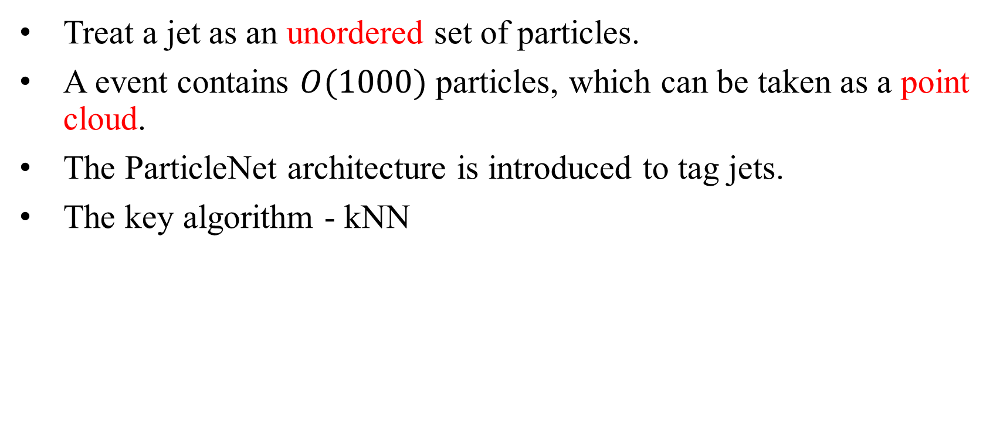 • Treat a jet as an unordered set of particles.
• A event contains O(1000) particles, which can be taken as a point
cloud.
• The ParticleNet architecture is introduced to tag jets.
• The key algorithm - kNN